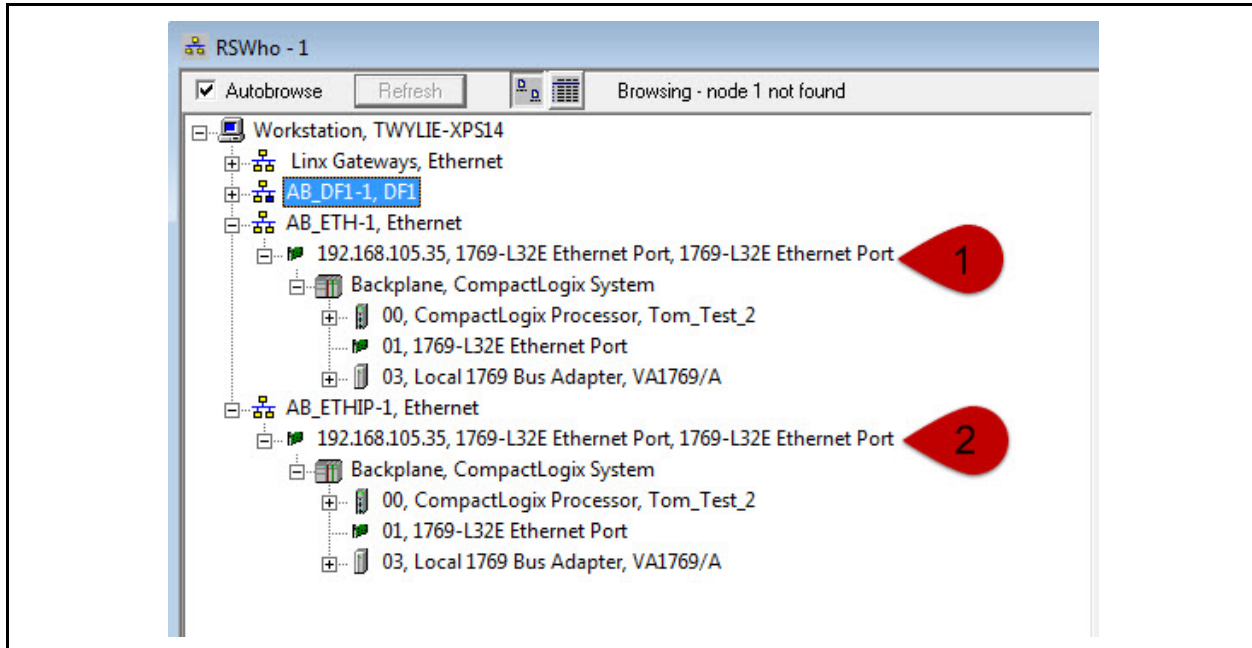 RSWho - 1
Autobrowse Refresh Browsing - node 1 not found
Workstation, TWYLIE-XPS14
Linx Gateways, Ethernet
AB_DF1-1, DF1
AB_ETH-1, Ethernet
192.168.105.35, 1769-L32E Ethernet Port, 1769-L32E Ethernet Port 1
Backplane, CompactLogix System
00, CompactLogix Processor, Tom_Test_2
01, 1769-L32E Ethernet Port
03, Local 1769 Bus Adapter, VA1769/A
AB_ETHIP-1, Ethernet
192.168.105.35, 1769-L32E Ethernet Port, 1769-L32E Ethernet Port 2
Backplane, CompactLogix System
00, CompactLogix Processor, Tom_Test_2
01, 1769-L32E Ethernet Port
03, Local 1769 Bus Adapter, VA1769/A